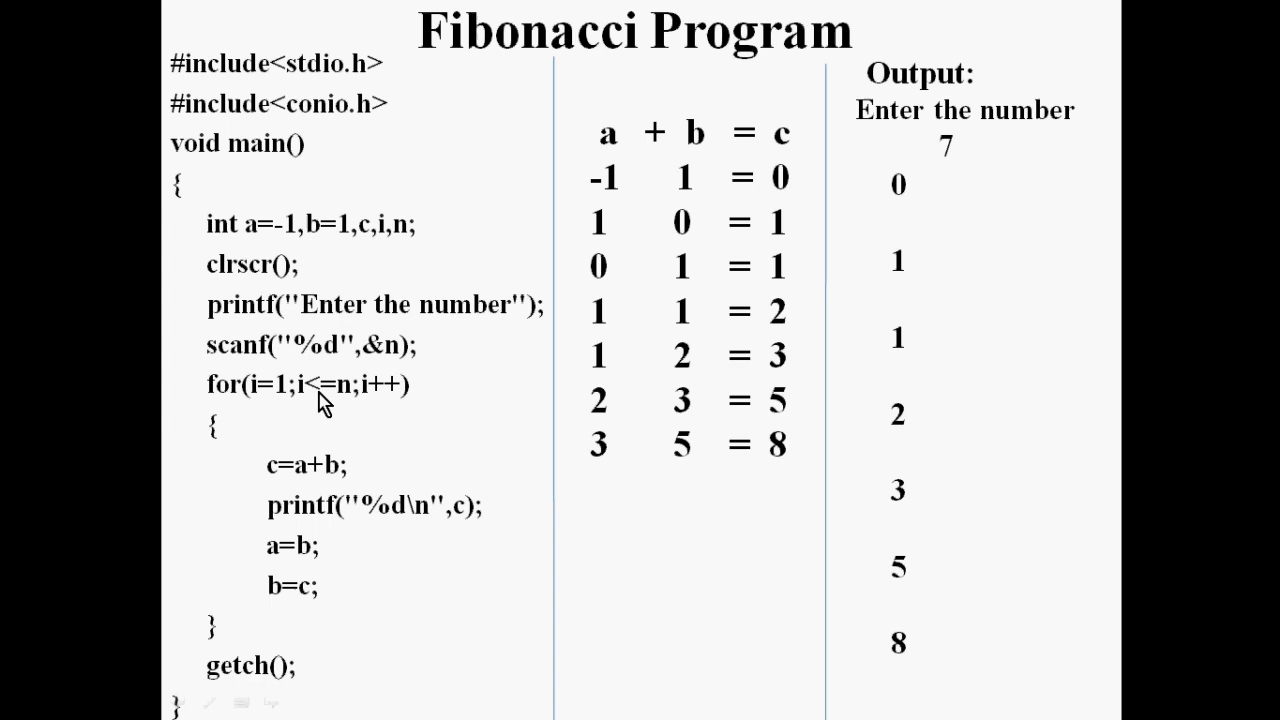 Fibonacci Program
#include<stdio.h>
#include<conio.h>
void main()
{
int a=-1,b=1,c,i,n;
clrscr();
printf("Enter the number");
scanf("%d",&n);
for(i=1;i<=n;i++)
{
c=a+b;
printf("%d\n",c);
a=b;
b=c;
}
getch();
}
a + b = c
-1 1 = 0
1 0 = 1
0 1 = 1
1 1 = 2
1 2 = 3
2 3 = 5
3 5 = 8
Output:
Enter the number
7
0
1
1
2
3
5
8